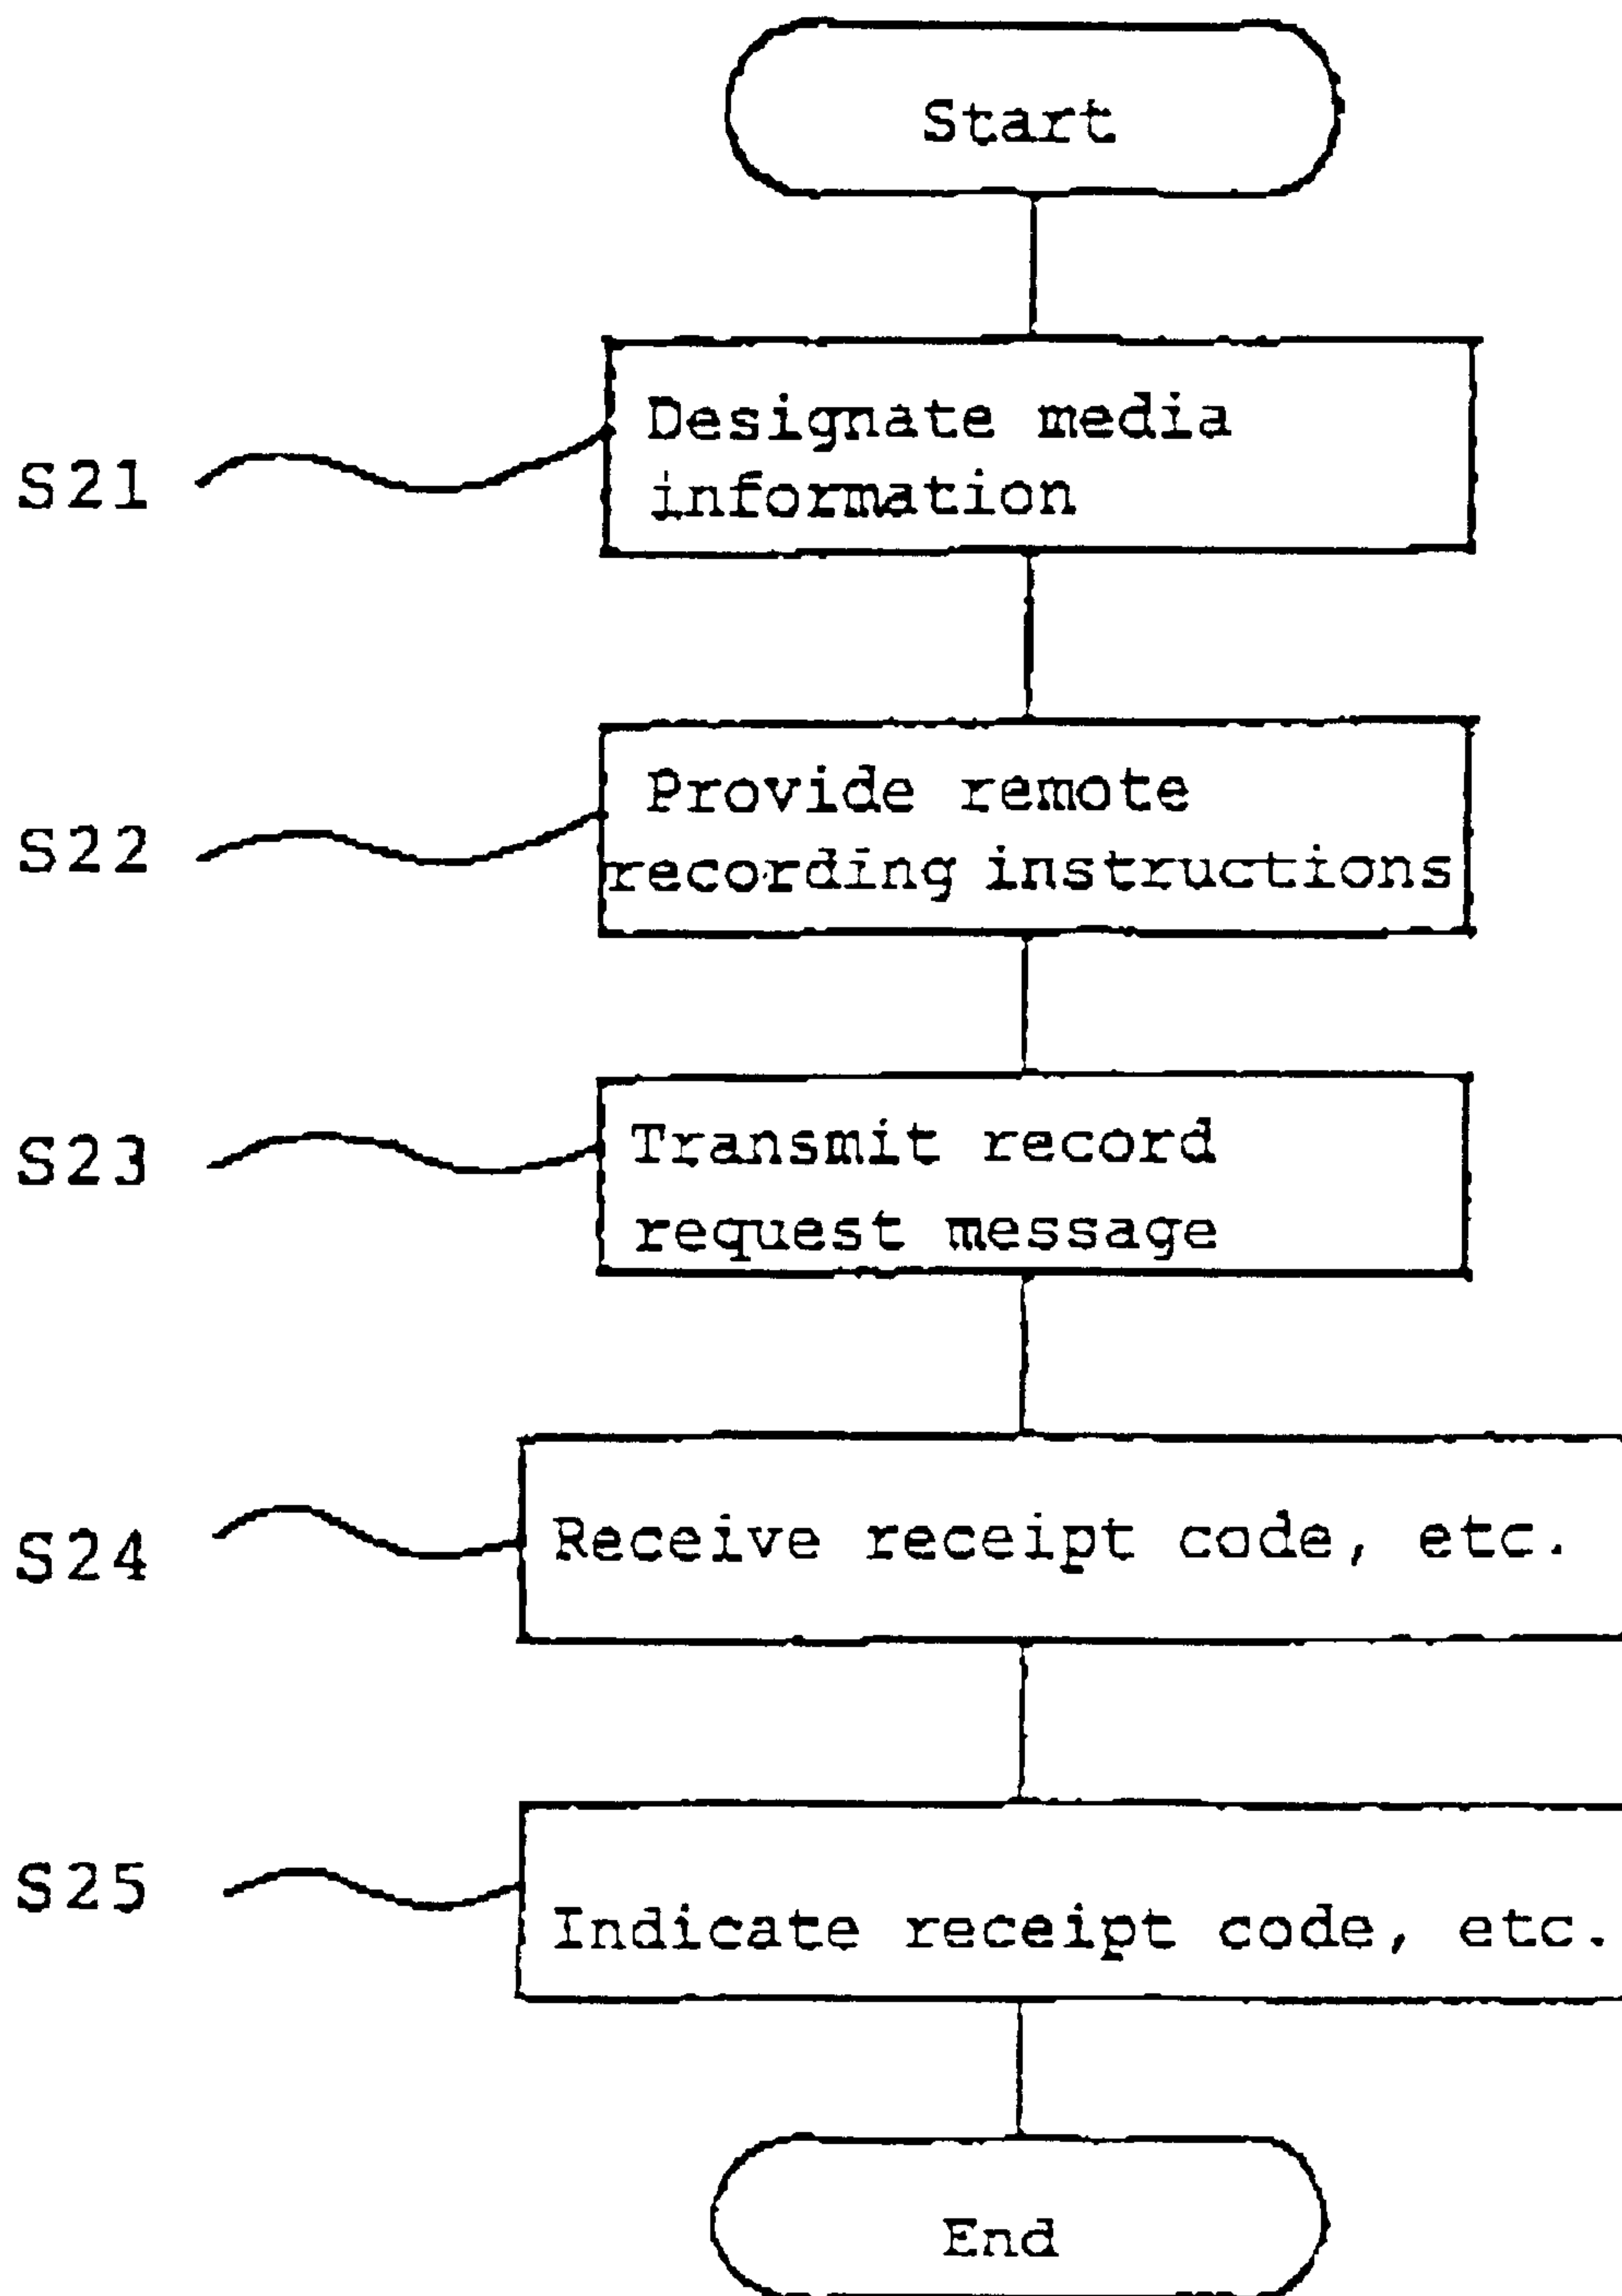 Start
S21
Designate media
information
S22
Provide remote
recording instructions
S23
Transmit record
request message
S24
Receive receipt code, etc.
S25
Indicate receipt code, etc.
End